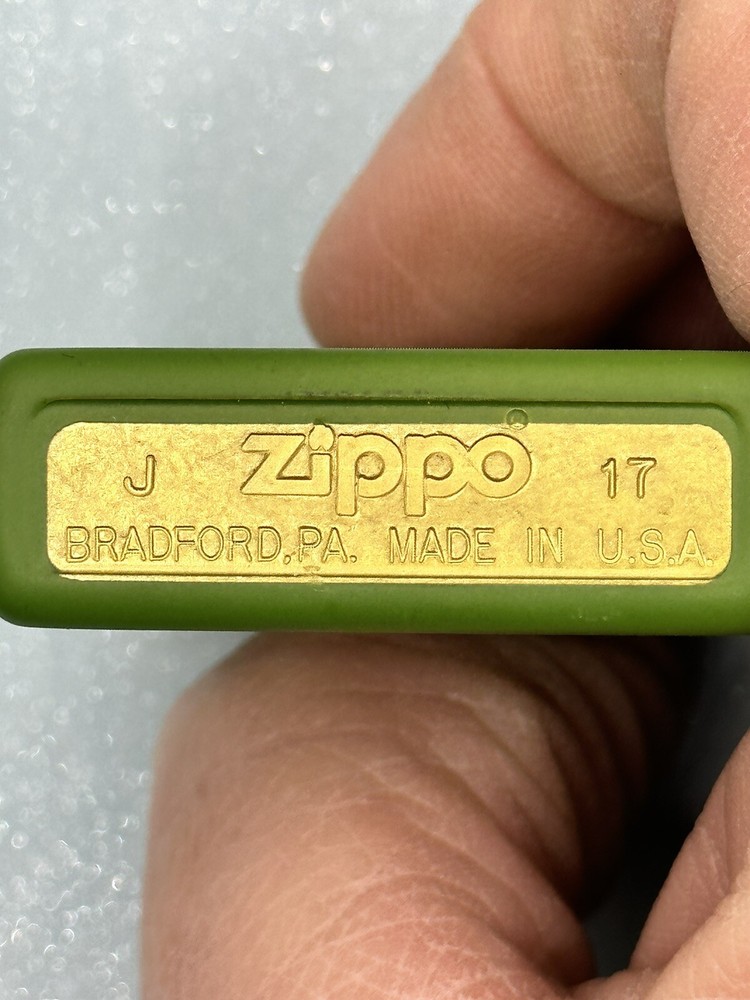 J zippo® 17
BRADFORD,PA. MADE IN U.S.A.